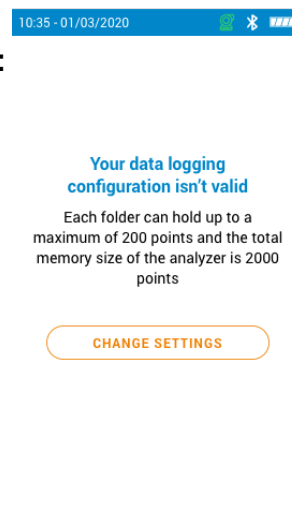 10:35 - 01/03/2020
:
Your data logging
configuration isn't valid
Each folder can hold up to a
maximum of 200 points and the total
memory size of the analyzer is 2000
points
CHANGE SETTINGS